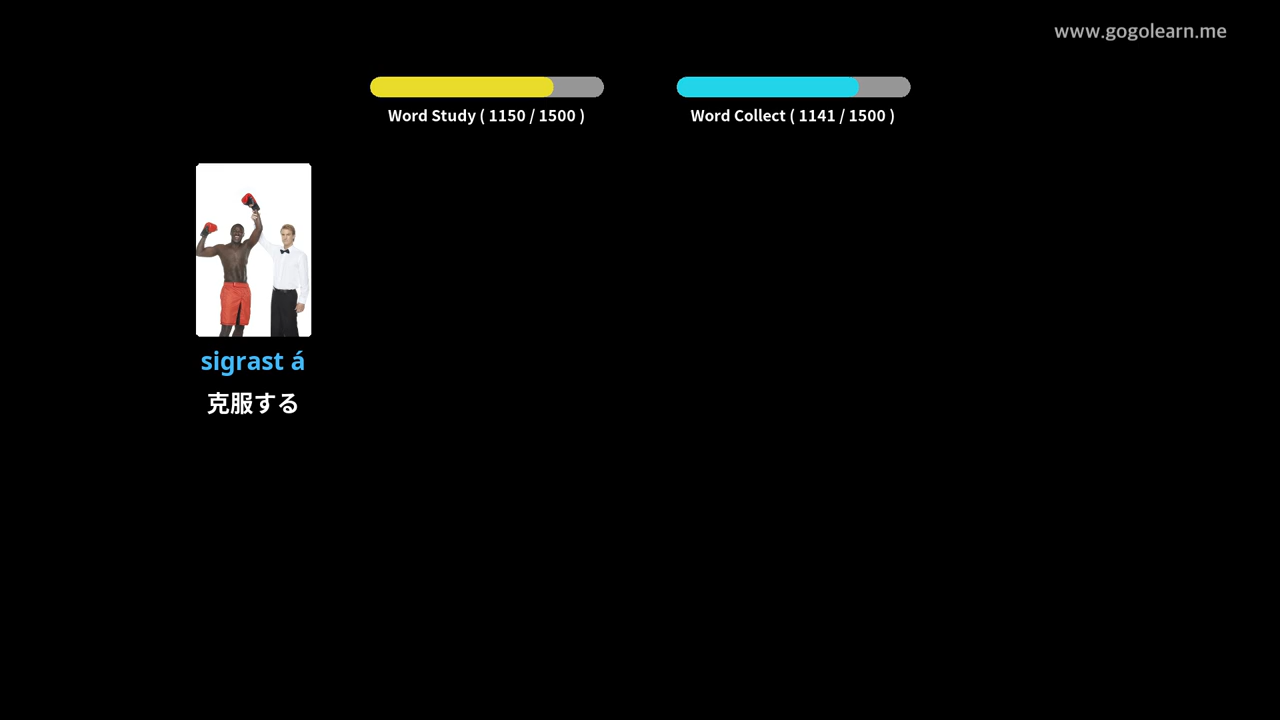 www.gogolearn.me
Word Study ( 1150 / 1500 )
Word Collect ( 1141 / 1500 )
sigrast á
克服する